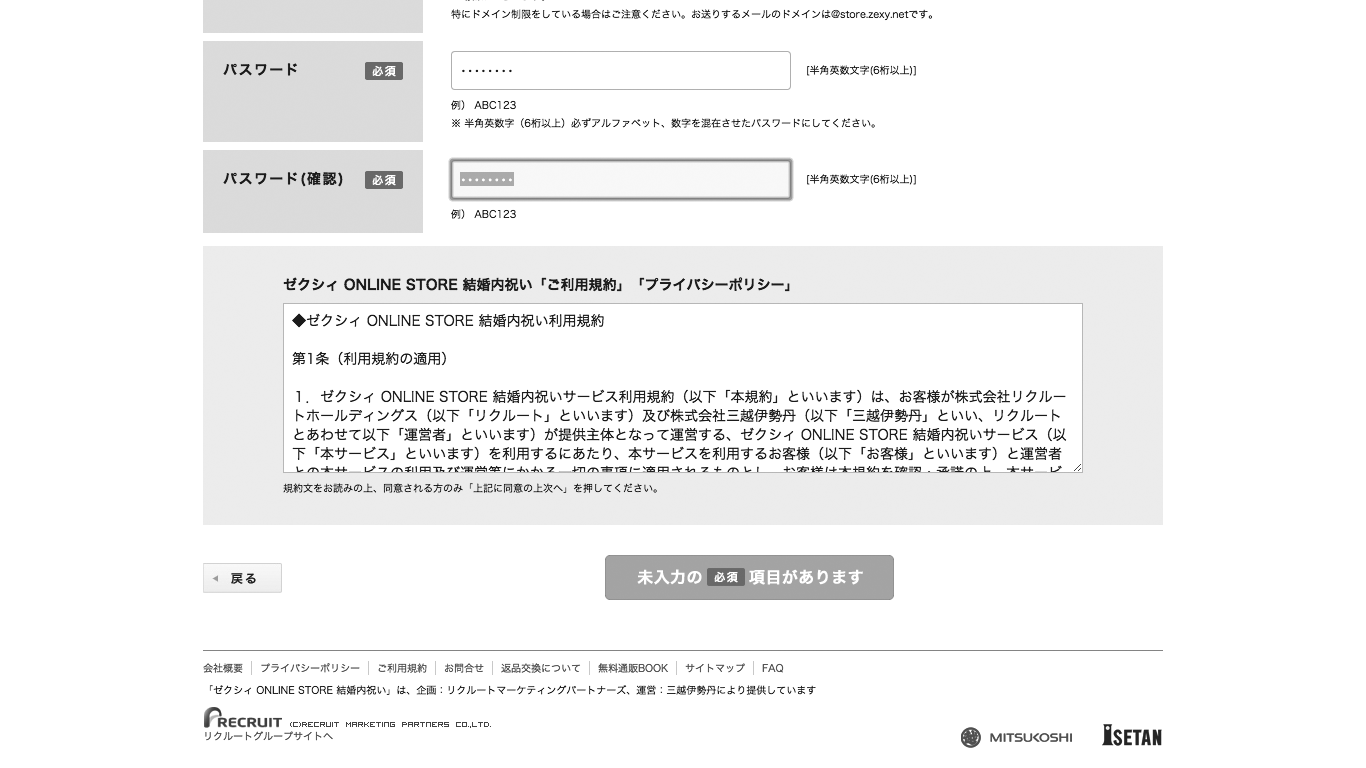 特にドメイン制限をしている場合はご注意ください。お送りするメールのドメインは@store.zexy.netです。
パスワード 必須 •••••••• [半角英数文字(6桁以上)]
例） ABC123
※ 半角英数字（6桁以上）必ずアルファベット、数字を混在させたパスワードにしてください。
パスワード(確認) 必須 •••••••• [半角英数文字(6桁以上)]
例） ABC123
ゼクシィ ONLINE STORE 結婚内祝い「ご利用規約」「プライバシーポリシー」
◆ゼクシィ ONLINE STORE 結婚内祝い利用規約
第1条（利用規約の適用）
１． ゼクシィ ONLINE STORE 結婚内祝いサービス利用規約（以下「本規約」といいます）は、お客様が株式会社リクルー
トホールディングス（以下「リクルート」といいます）及び株式会社三越伊勢丹（以下「三越伊勢丹」といい、リクルート
とあわせて以下「運営者」といいます）が提供主体となって運営する、ゼクシィ ONLINE STORE 結婚内祝いサービス（以
下「本サービス」といいます）を利用するにあたり、本サービスを利用するお客様（以下「お客様」といいます）と運営者
との本サービスの利用及び運営等にかかる一切の事項に適用されるものとし、お客様は本規約を確認・承諾の上、本サービ
規約文をお読みの上、同意される方のみ「上記に同意の上次へ」を押してください。
戻る
未入力の 必須 項目があります
会社概要 プライバシーポリシー ご利用規約 お問合せ 返品交換について 無料通販BOOK サイトマップ FAQ
「ゼクシィ ONLINE STORE 結婚内祝い」は、企画：リクルートマーケティングパートナーズ、運営：三越伊勢丹により提供しています
RECRUIT (C)RECRUIT MARKETING PARTNERS CO.,LTD.
リクルートグループサイトへ
MITSUKOSHI ISETAN